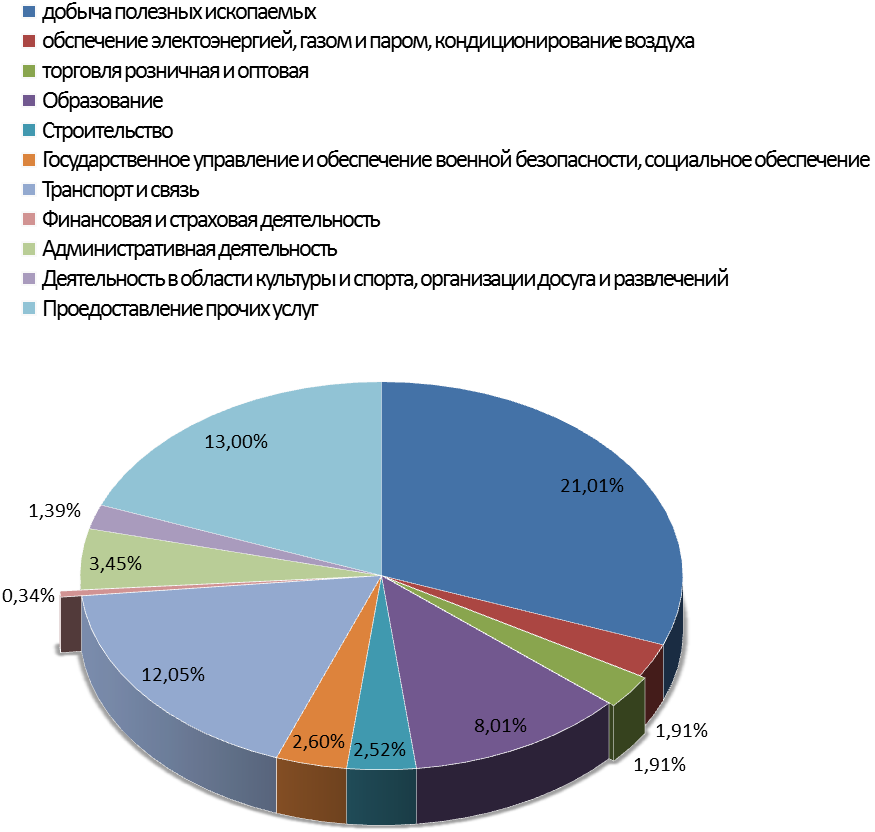 добыча полезных ископаемых
обспечение электоэнергией, газом и паром, кондиционирование воздуха
торговля розничная и оптовая
Образование
Строительство
Государственное управление и обеспечение военной безопасности, социальное обеспечение
Транспорт и связь
Финансовая и страховая деятельность
Административная деятельность
Деятельность в области культуры и спорта, организации досуга и развлечений
Проедоставление прочих услуг
13,00%
21,01%
1,39%
3,45%
0,34%
12,05%
8,01%
2,60%
2,52%
1,91%
1,91%